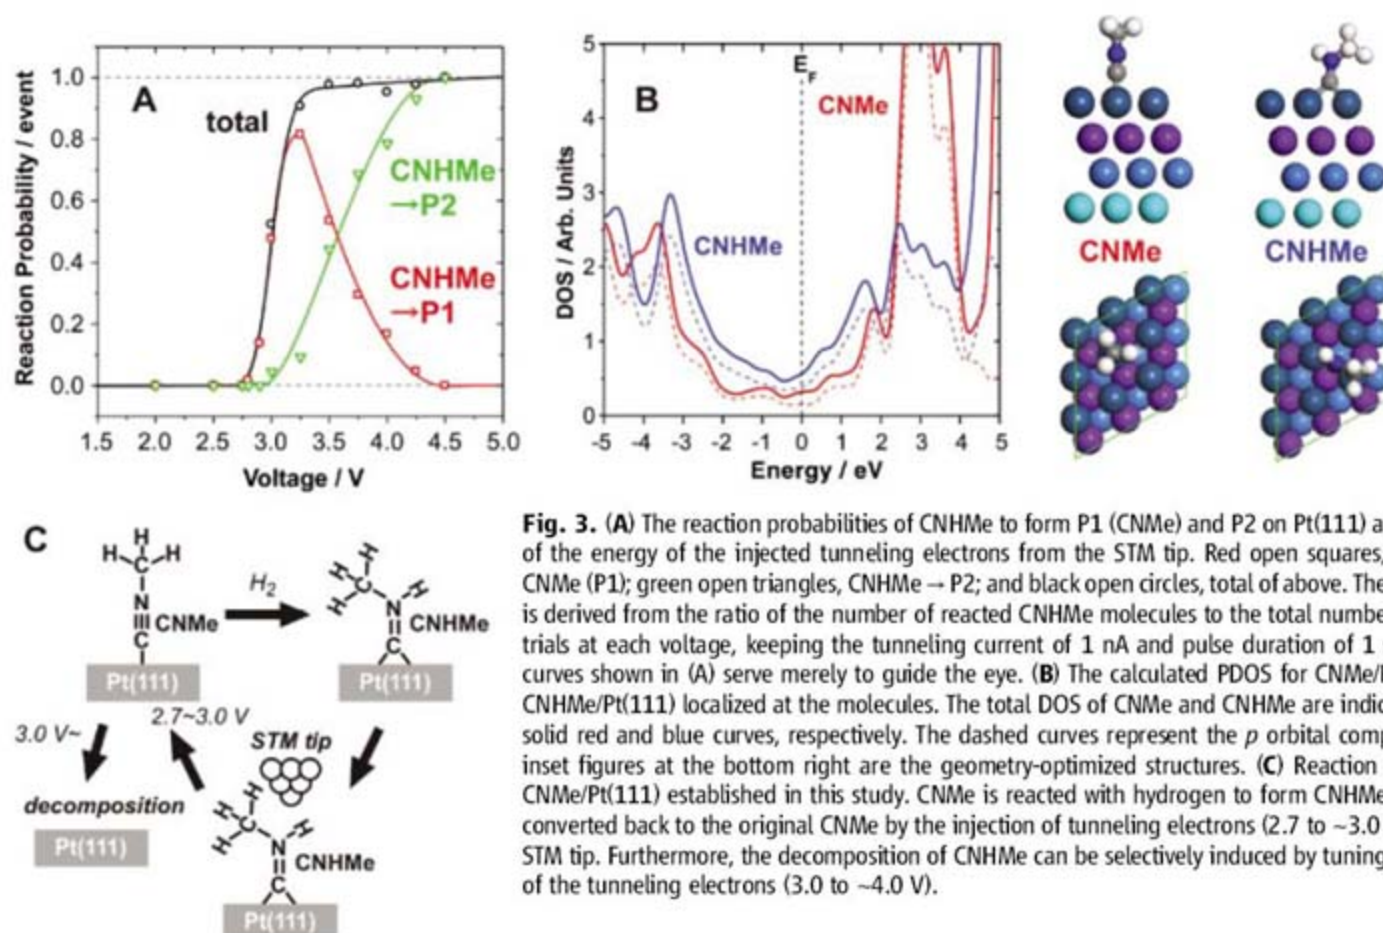 A
total
CNHMe
→P2
CNHMe
→P1
Reaction Probability / event
1.0
0.8
0.6
0.4
0.2
0.0
1.5 2.0 2.5 3.0 3.5 4.0 4.5 5.0
Voltage / V
B
E_F
CNMe
CNHMe
DOS / Arb. Units
5
4
3
2
1
0
-5 -4 -3 -2 -1 0 1 2 3 4 5
Energy / eV
CNMe
CNHMe
C
H
H C H
N
C
CNMe
Pt(111)
H2
H
H C H
H N
C
CNHMe
Pt(111)
3.0 V~
2.7~3.0 V
decomposition
Pt(111)
STM tip
H
H C H
H N
C
CNHMe
Pt(111)
Fig. 3. (A) The reaction probabilities of CNHMe to form P1 (CNMe) and P2 on Pt(111) a
of the energy of the injected tunneling electrons from the STM tip. Red open squares,
CNMe (P1); green open triangles, CNHMe → P2; and black open circles, total of above. The
is derived from the ratio of the number of reacted CNHMe molecules to the total numbe
trials at each voltage, keeping the tunneling current of 1 nA and pulse duration of 1
curves shown in (A) serve merely to guide the eye. (B) The calculated PDOS for CNMe/
CNHMe/Pt(111) localized at the molecules. The total DOS of CNMe and CNHMe are indic
solid red and blue curves, respectively. The dashed curves represent the p orbital comp
inset figures at the bottom right are the geometry-optimized structures. (C) Reaction
CNMe/Pt(111) established in this study. CNMe is reacted with hydrogen to form CNHMe
converted back to the original CNMe by the injection of tunneling electrons (2.7 to ~3.0
STM tip. Furthermore, the decomposition of CNHMe can be selectively induced by tuning
of the tunneling electrons (3.0 to ~4.0 V).